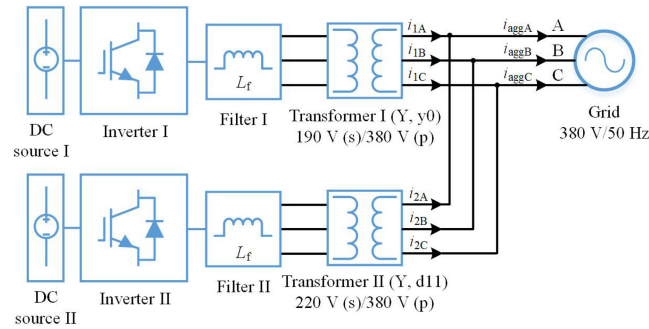 i1A
i1B
i1C
iaggA
iaggB
iaggC
A
B
C
Lf
DC
source I
Inverter I
Filter I
Transformer I (Y, y0)
190 V (s)/380 V (p)
Grid
380 V/50 Hz
i2A
i2B
i2C
Lf
DC
source II
Inverter II
Filter II
Transformer II (Y, d11)
220 V (s)/380 V (p)